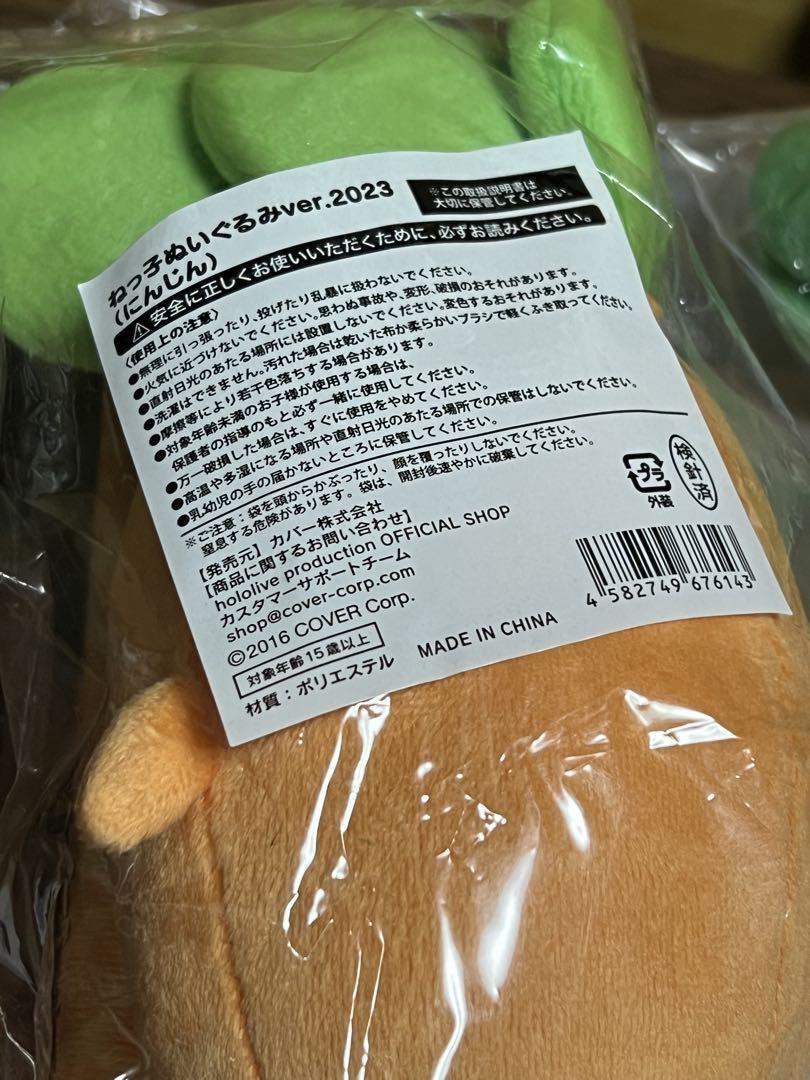 ねっ子ぬいぐるみver.2023
(にんじん)
※この取扱説明書は
大切に保管してください。
⚠安全に正しくお使いいただくために、必ずお読みください。
〈使用上の注意〉
●無理に引っ張ったり、投げたり乱暴に扱わないでください。
●火気に近づけないでください。思わぬ事故や、変形、破損のおそれがあります。
●直射日光のあたる場所には設置しないでください。変色するおそれがあります。
●洗濯はできません。汚れた場合は乾いた布か柔らかいブラシで軽くふき取ってください。
●摩擦等により若干色落ちする場合があります。
●対象年齢未満のお子様が使用する場合は、
保護者の指導のもと必ず一緒に使用してください。
●万一破損した場合は、すぐに使用をやめてください。
●高温や多湿になる場所や直射日光のあたる場所での保管はしないでください。
●乳幼児の手の届かないところに保管してください。
※ご注意：袋を頭からかぶったり、顔を覆ったりしないでください。
窒息する危険があります。袋は、開封後速やかに破棄してください。
【発売元】カバー株式会社
【商品に関するお問い合わせ】
hololive production OFFICIAL SHOP
カスタマーサポートチーム
shop@cover-corp.com
©2016 COVER Corp.
対象年齢15歳以上
材質：ポリエステル
MADE IN CHINA
プラ
外装
検針済
4 582749 676143